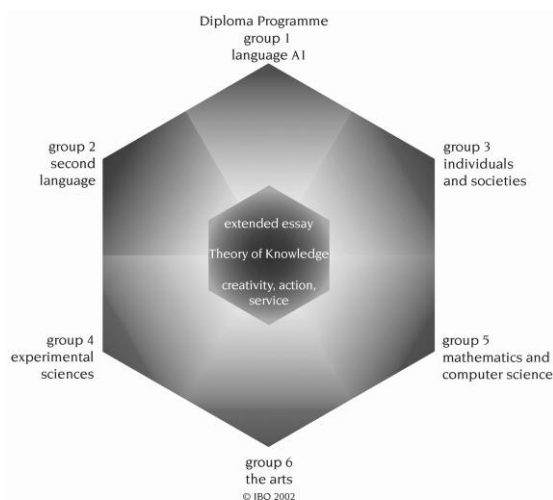 Diploma Programme
group 1
language A1
group 2
second
language
group 3
individuals
and societies
extended essay
Theory of Knowledge
creativity, action,
service
group 4
experimental
sciences
group 5
mathematics and
computer science
group 6
the arts
© IBO 2002